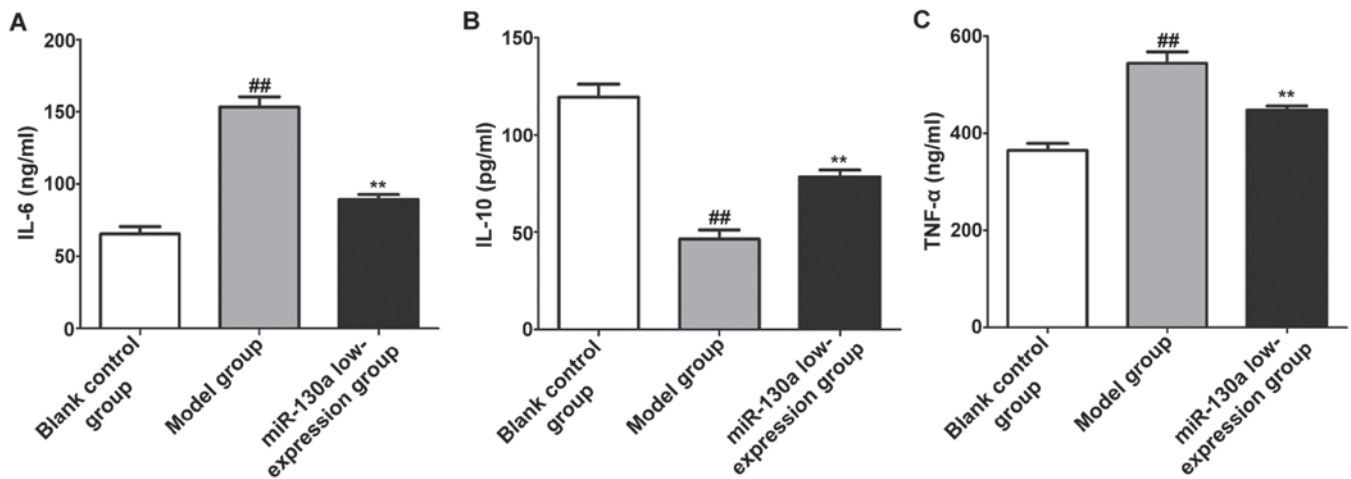 A
IL-6 (ng/ml)
200
150
100
50
0
##
**
Blank control
group
Model group
miR-130a low-
expression group
B
IL-10 (pg/ml)
150
100
50
0
##
**
Blank control
group
Model group
miR-130a low-
expression group
C
TNF-α (ng/ml)
600
400
200
0
##
**
Blank control
group
Model group
miR-130a low-
expression group